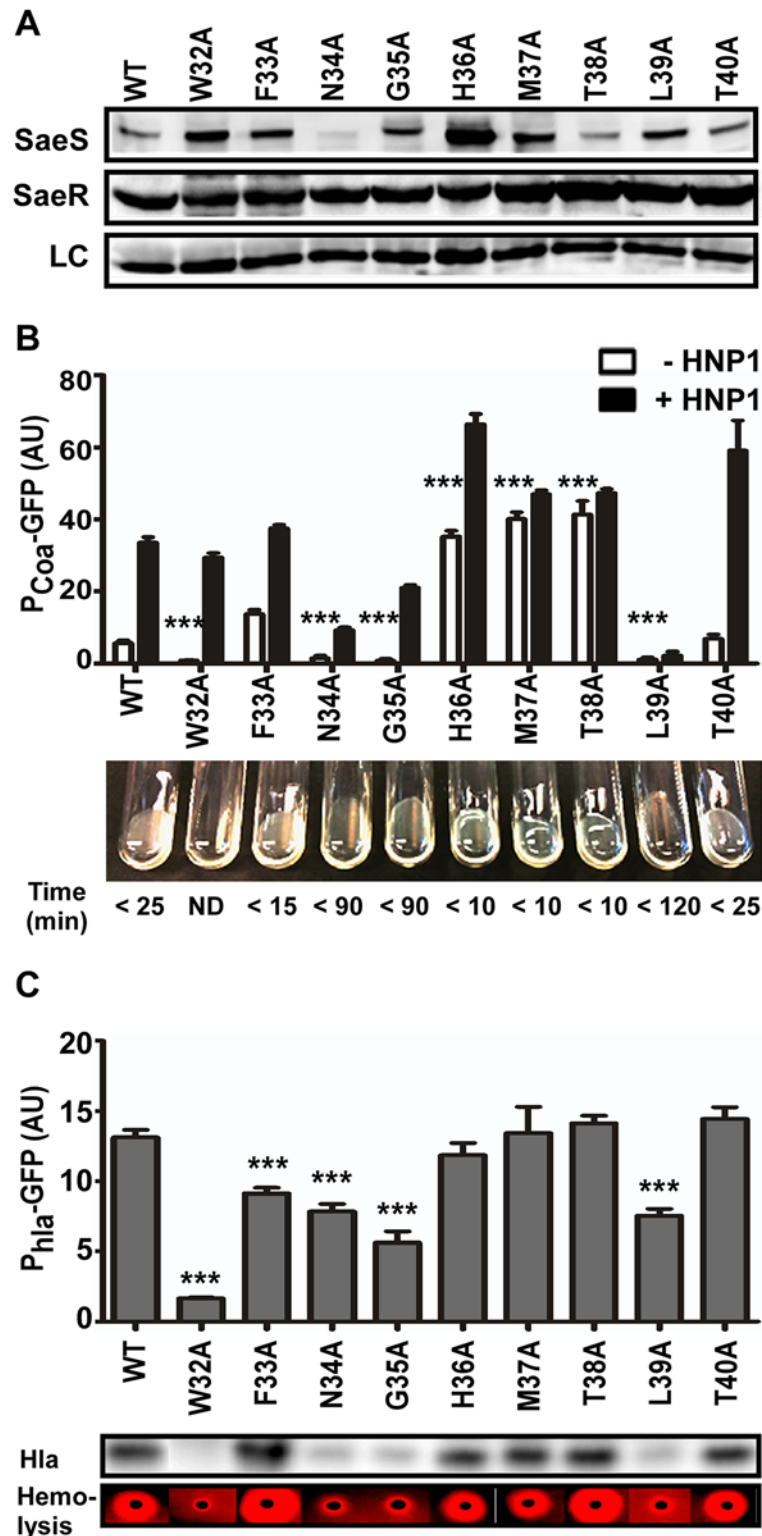 A
WT W32A F33A N34A G35A H36A M37A T38A L39A T40A
SaeS
SaeR
LC
B
- HNP1
+ HNP1
P_Coa-GFP (AU)
80
60
40
20
0
*** *** *** *** *** *** ***
WT W32A F33A N34A G35A H36A M37A T38A L39A T40A
Time (min)
< 25 ND < 15 < 90 < 90 < 10 < 10 < 10 < 120 < 25
C
P_hla-GFP (AU)
20
15
10
5
0
*** *** *** *** ***
WT W32A F33A N34A G35A H36A M37A T38A L39A T40A
Hla
Hemo-
lysis